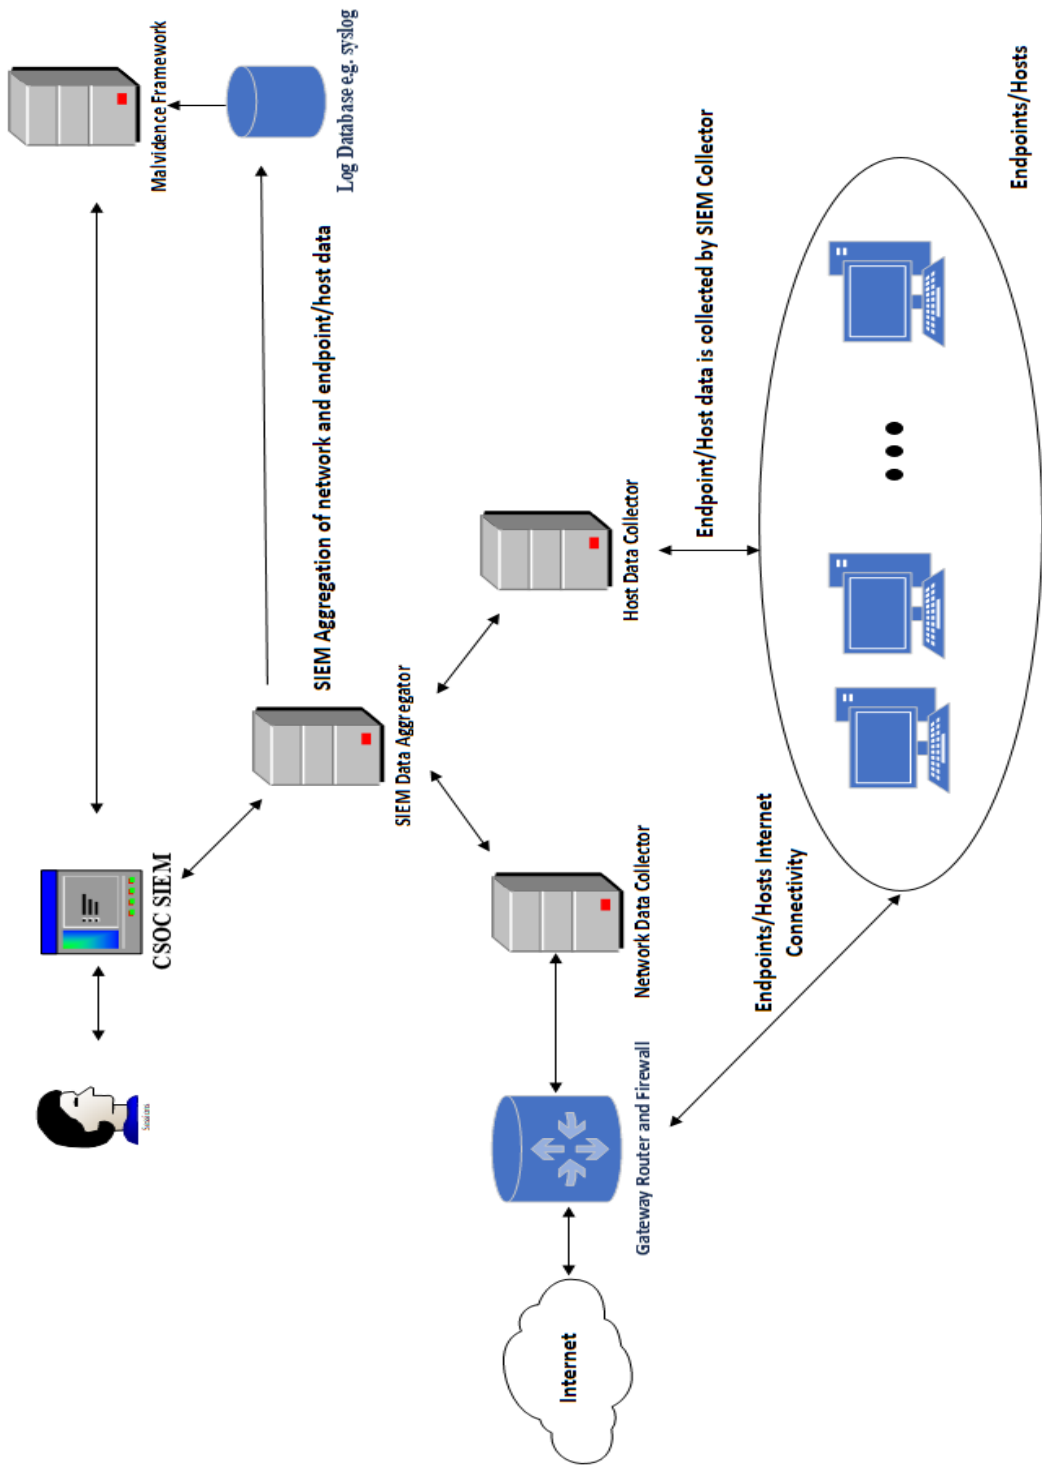 Sessions
CSOC SIEM
Malvidence Framework
SIEM Aggregation of network and endpoint/host data
Log Database e.g. syslog
SIEM Data Aggregator
Internet
Gateway Router and Firewall
Network Data Collector
Host Data Collector
Endpoint/Host data is collected by SIEM Collector
Endpoints/Hosts Internet
Connectivity
Endpoints/Hosts